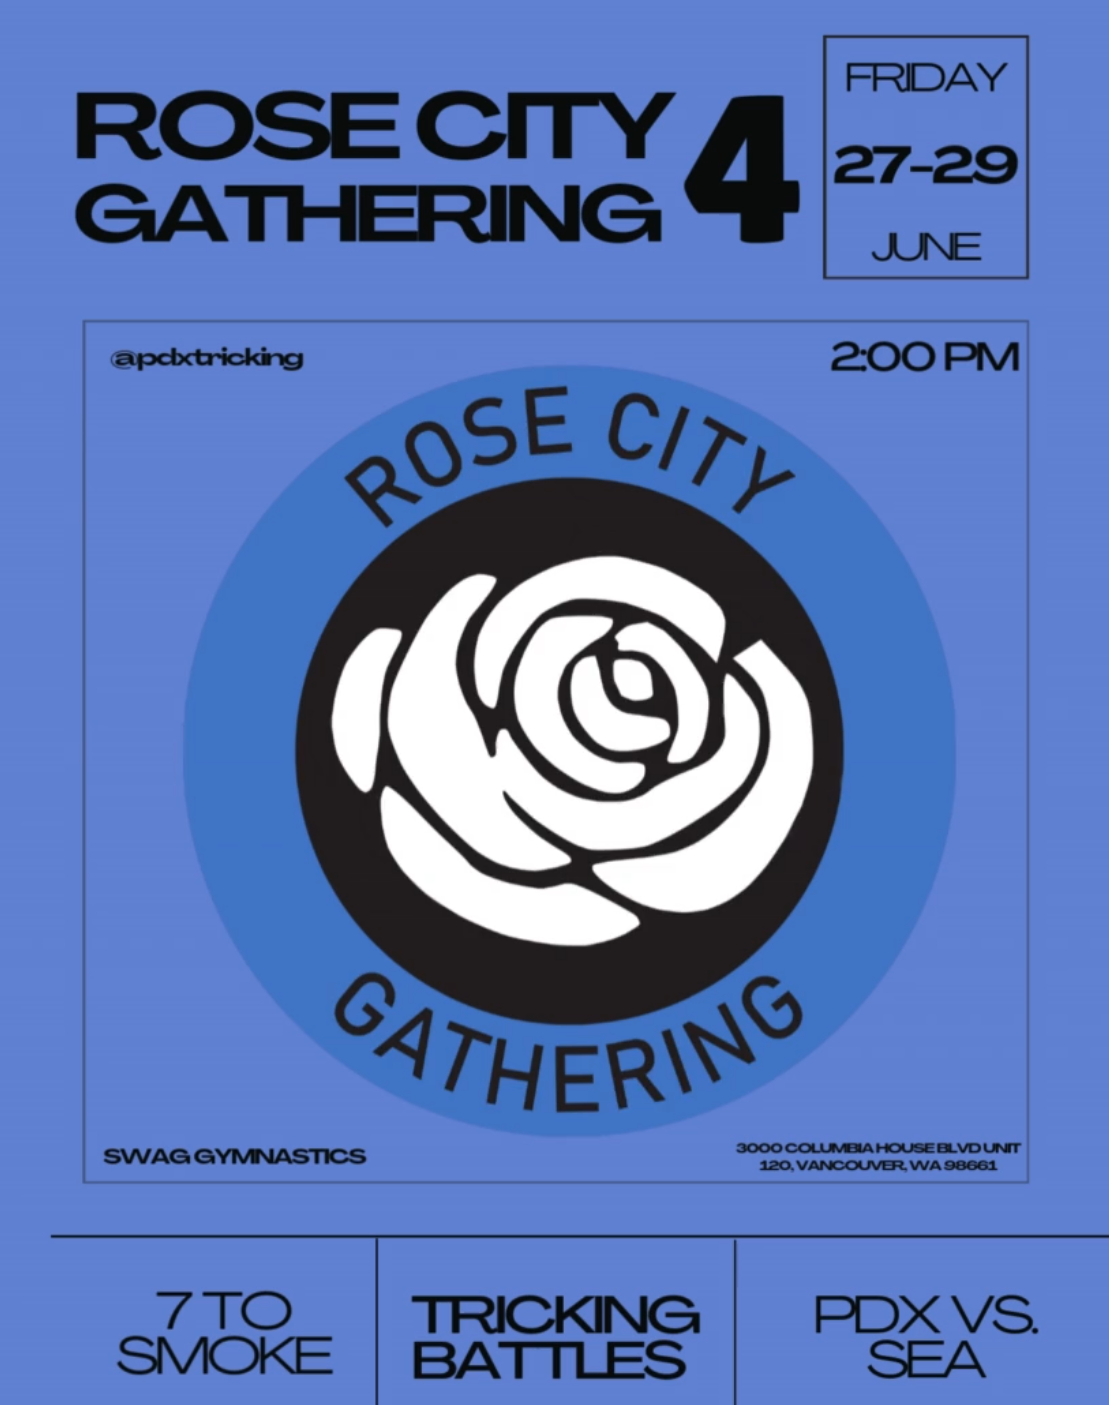 ROSE CITY
GATHERING 4
FRIDAY
27-29
JUNE
@pdxtricking
2:00 PM
ROSE CITY
GATHERING
SWAG GYMNASTICS
3000 COLUMBIA HOUSE BLVD UNIT
120, VANCOUVER, WA 98661
7 TO
SMOKE
TRICKING
BATTLES
PDX VS.
SEA